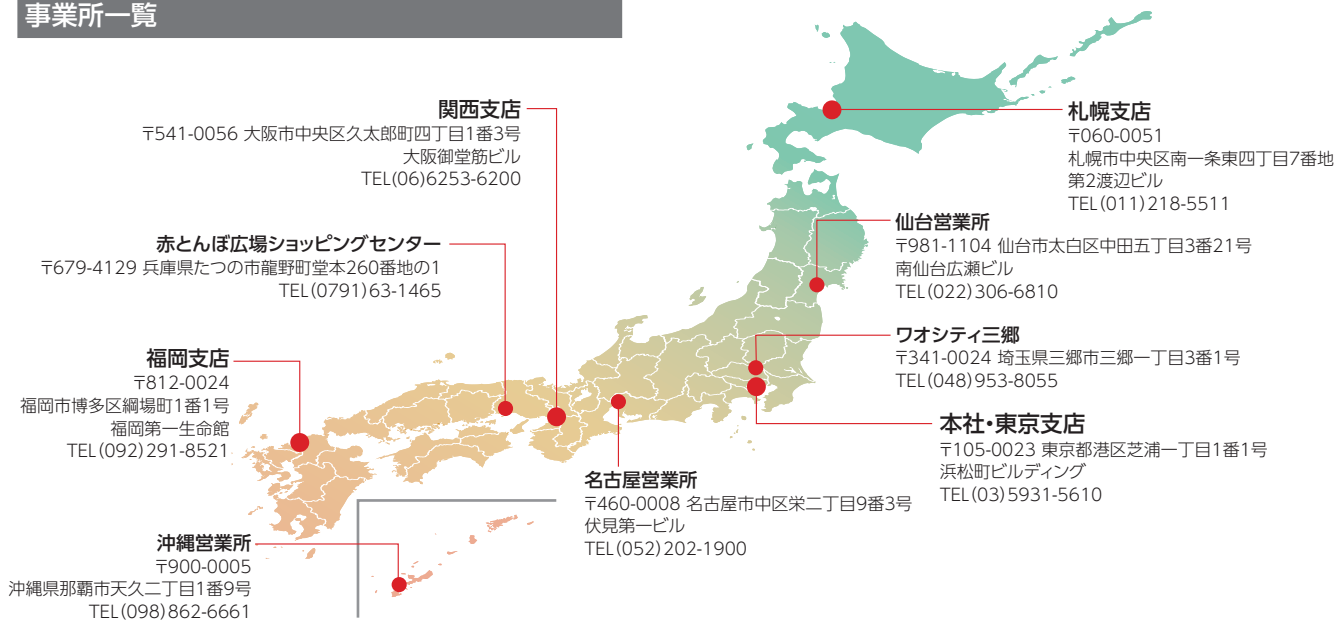 事業所一覧
関西支店
〒541-0056 大阪市中央区久太郎町四丁目1番3号
大阪御堂筋ビル
TEL(06)6253-6200
赤とんぼ広場ショッピングセンター
〒679-4129 兵庫県たつの市龍野町堂本260番地の1
TEL(0791)63-1465
福岡支店
〒812-0024
福岡市博多区綱場町1番1号
福岡第一生命館
TEL(092)291-8521
沖縄営業所
〒900-0005
沖縄県那覇市天久二丁目1番9号
TEL(098)862-6661
札幌支店
〒060-0051
札幌市中央区南一条東四丁目7番地
第2渡辺ビル
TEL(011)218-5511
仙台営業所
〒981-1104 仙台市太白区中田五丁目3番21号
南仙台広瀬ビル
TEL(022)306-6810
ワオシティ三郷
〒341-0024 埼玉県三郷市三郷一丁目3番1号
TEL(048)953-8055
本社・東京支店
〒105-0023 東京都港区芝浦一丁目1番1号
浜松町ビルディング
TEL(03)5931-5610
名古屋営業所
〒460-0008 名古屋市中区栄二丁目9番3号
伏見第一ビル
TEL(052)202-1900